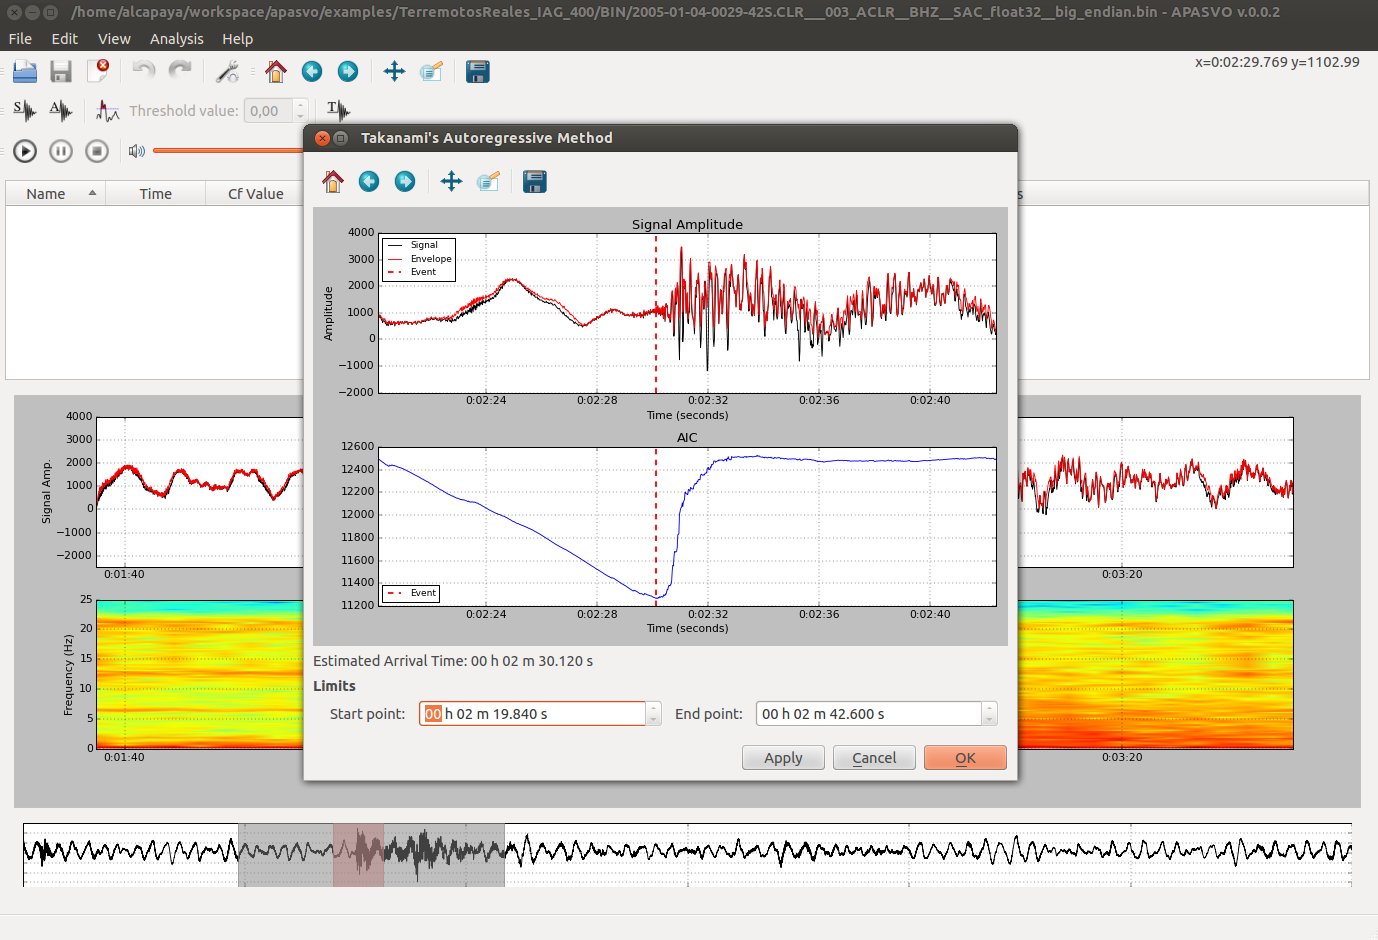 /home/alcapaya/workspace/apasvo/examples/TerremotosReales_IAG_400/BIN/2005-01-04-0029-42S.CLR___003_ACLR__BHZ__SAC_float32__big_endian.bin - APASVO v.0.0.2
File Edit View Analysis Help
x=0:02:29.769 y=1102.99
S A Threshold value: 0,00 T
Takanami's Autoregressive Method
Name Time Cf Value s
Signal Amplitude
4000
3000
2000
1000
0
−1000
−2000
Amplitude
Signal
Envelope
Event
0:02:24 0:02:28 0:02:32 0:02:36 0:02:40
Time (seconds)
AIC
12600
12400
12200
12000
11800
11600
11400
11200
Event
0:02:24 0:02:28 0:02:32 0:02:36 0:02:40
Time (seconds)
Estimated Arrival Time: 00 h 02 m 30.120 s
Limits
Start point: 00 h 02 m 19.840 s End point: 00 h 02 m 42.600 s
Apply Cancel OK
4000
3000
2000
1000
0
−1000
−2000
Signal Amp.
0:01:40 0:03:20
25
20
15
10
5
0
Frequency (Hz)
0:01:40 0:03:20